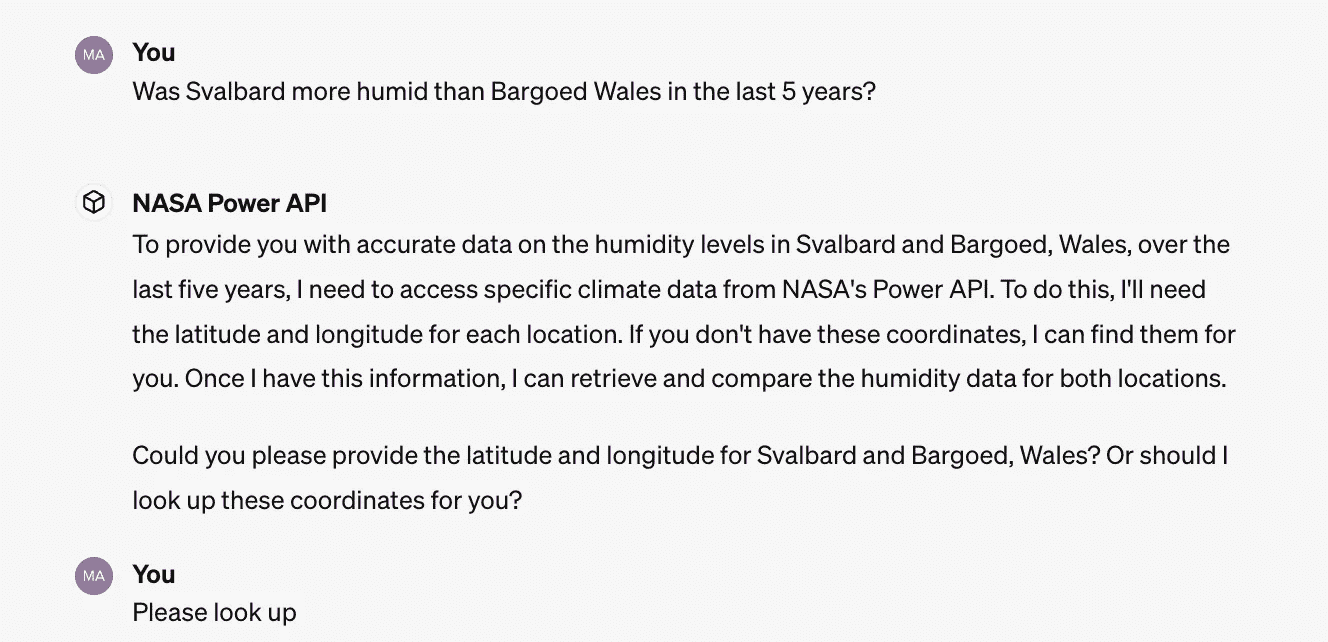 MA
You
Was Svalbard more humid than Bargoed Wales in the last 5 years?
NASA Power API
To provide you with accurate data on the humidity levels in Svalbard and Bargoed, Wales, over the
last five years, I need to access specific climate data from NASA's Power API. To do this, I'll need
the latitude and longitude for each location. If you don't have these coordinates, I can find them for
you. Once I have this information, I can retrieve and compare the humidity data for both locations.
Could you please provide the latitude and longitude for Svalbard and Bargoed, Wales? Or should I
look up these coordinates for you?
MA
You
Please look up